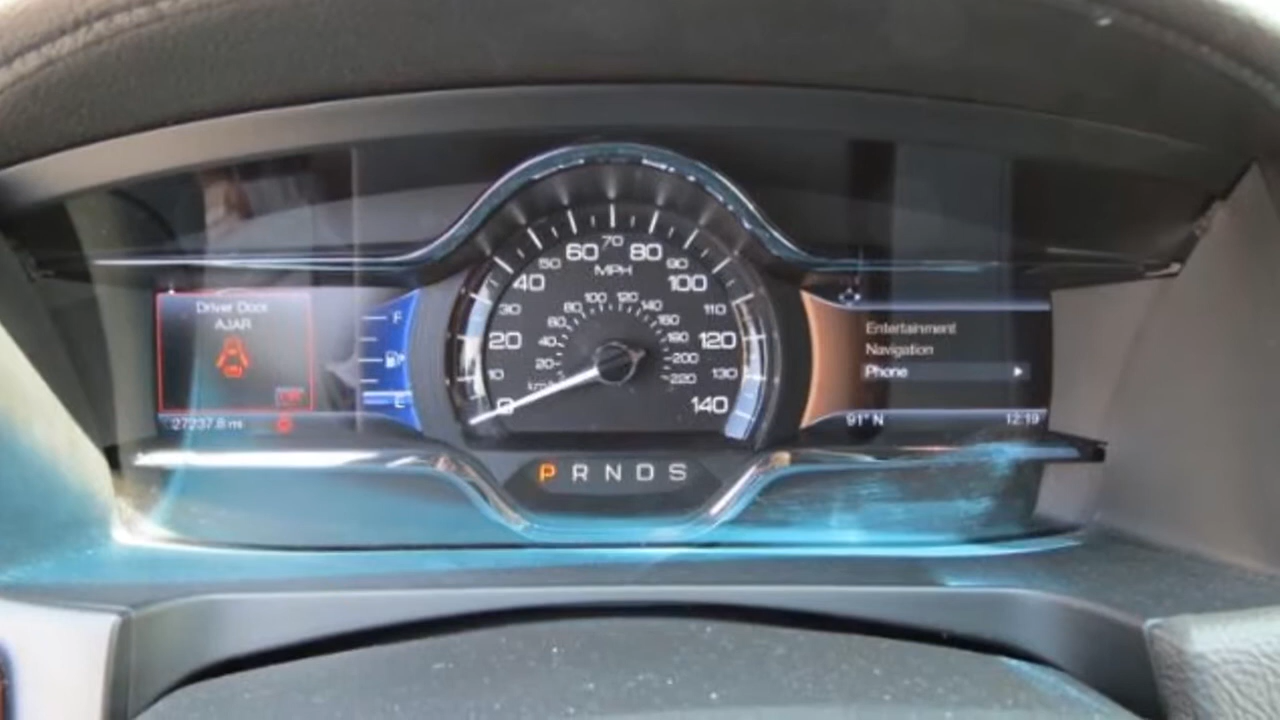 Driver Door
AJAR
27237.8 mi
F
E
0 10 20 30 40 50 60 70 80 90 100 110 120 130 140
MPH
20 40 60 80 100 120 140 160 180 200 220
km/h
P R N D S
Entertainment
Navigation
Phone
91° N
12:19